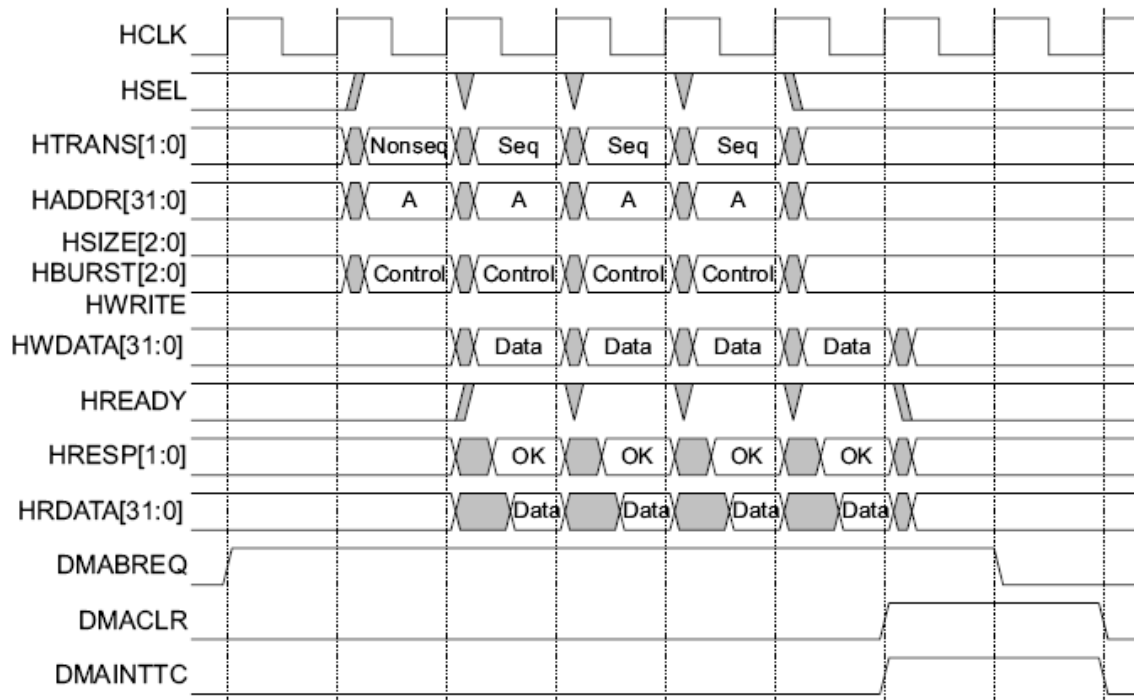 HCLK
HSEL
HTRANS[1:0] Nonseq Seq Seq Seq
HADDR[31:0] A A A A
HSIZE[2:0]
HBURST[2:0] Control Control Control Control
HWRITE
HWDATA[31:0] Data Data Data Data
HREADY
HRESP[1:0] OK OK OK OK
HRDATA[31:0] Data Data Data Data
DMABREQ
DMACLR
DMAINTTC